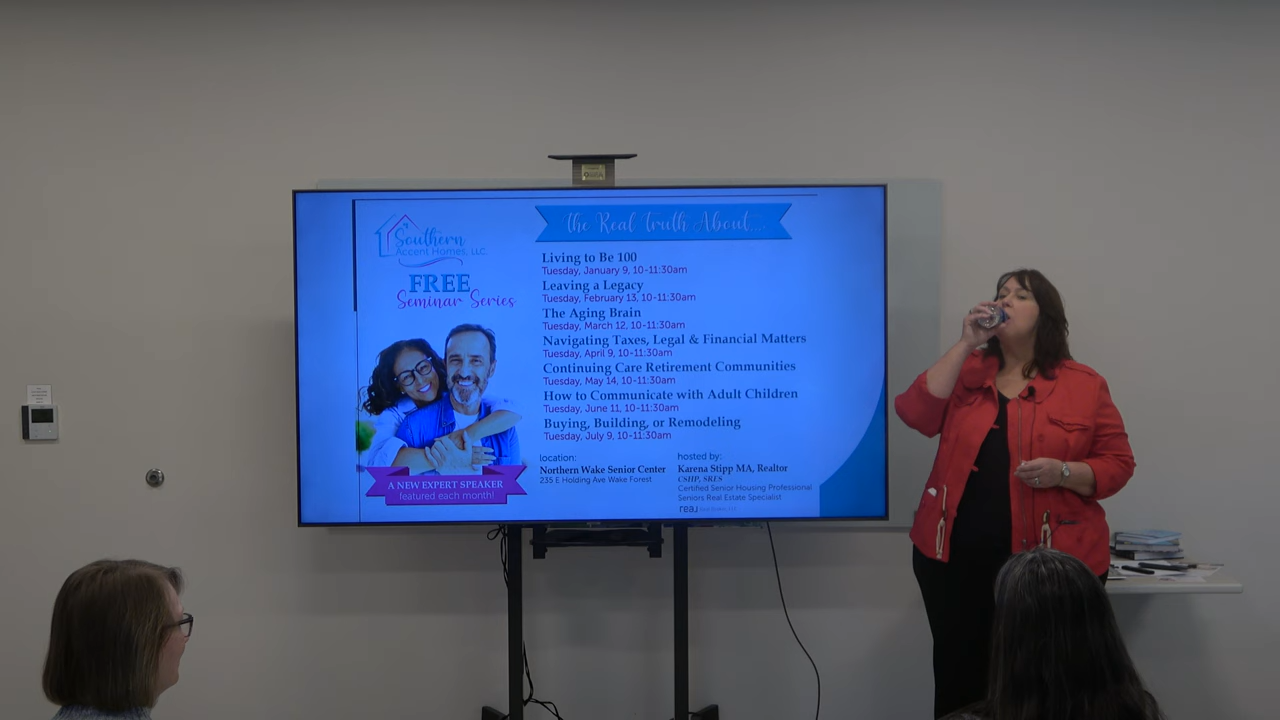 Southern
Accent Homes, LLC.
FREE
Seminar Series
A NEW EXPERT SPEAKER
featured each month!
The Real Truth About....
Living to Be 100
Tuesday, January 9, 10-11:30am
Leaving a Legacy
Tuesday, February 13, 10-11:30am
The Aging Brain
Tuesday, March 12, 10-11:30am
Navigating Taxes, Legal & Financial Matters
Tuesday, April 9, 10-11:30am
Continuing Care Retirement Communities
Tuesday, May 14, 10-11:30am
How to Communicate with Adult Children
Tuesday, June 11, 10-11:30am
Buying, Building, or Remodeling
Tuesday, July 9, 10-11:30am
location:
Northern Wake Senior Center
235 E Holding Ave Wake Forest
hosted by:
Karena Stipp MA, Realtor
CSHP, SRES
Certified Senior Housing Professional
Seniors Real Estate Specialist
real